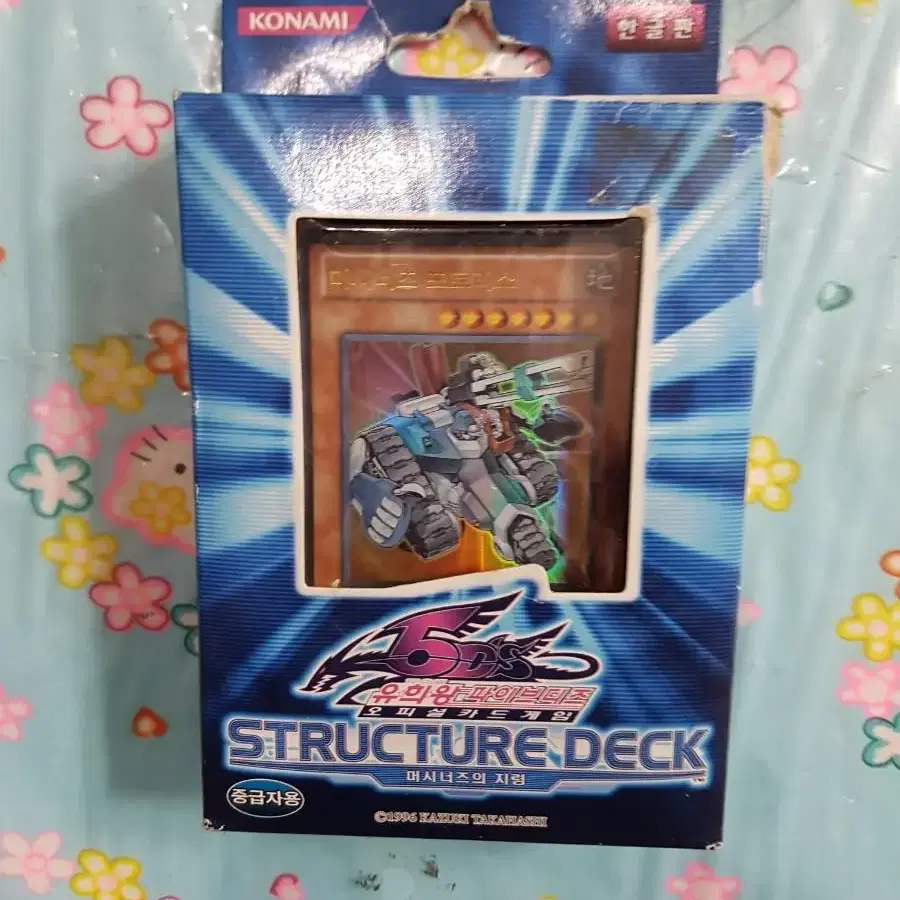 KONAMI
한글판
머시너즈 포트리스
地
5D's
유희왕 파이브디즈
오피셜카드게임
STRUCTURE DECK
TM
머시너즈의 지령
중급자용
©1996 KAZUKI TAKAHASHI